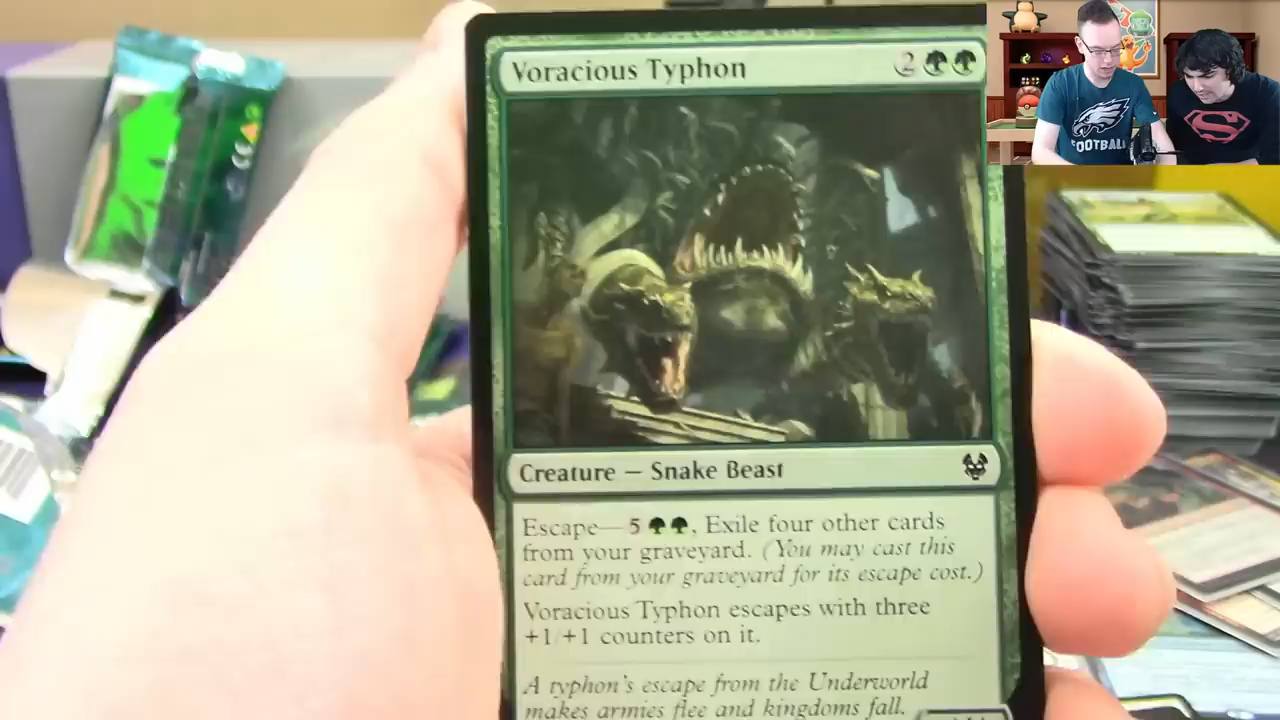 Voracious Typhon 2
FOOTBALL
Creature — Snake Beast
Escape—5, Exile four other cards
from your graveyard. (You may cast this
card from your graveyard for its escape cost.)
Voracious Typhon escapes with three
+1/+1 counters on it.
A typhon's escape from the Underworld
makes armies flee and kingdoms fall.